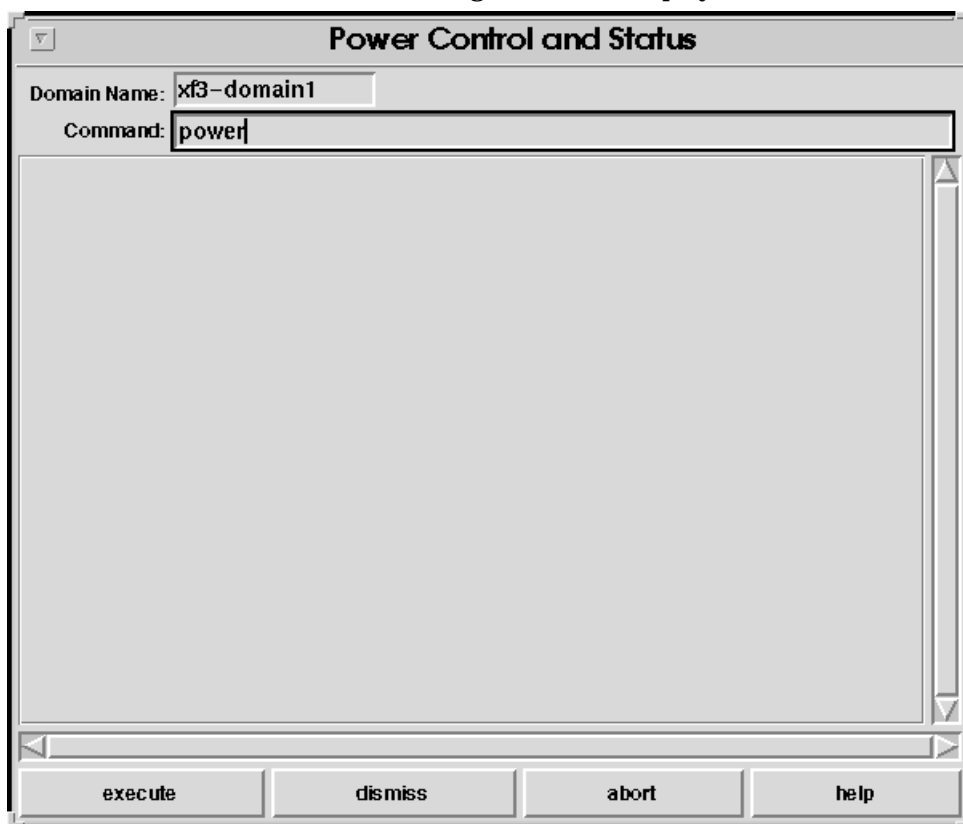 Power Control and Status
Domain Name: xf3-domain1
Command: power
execute dismiss abort help